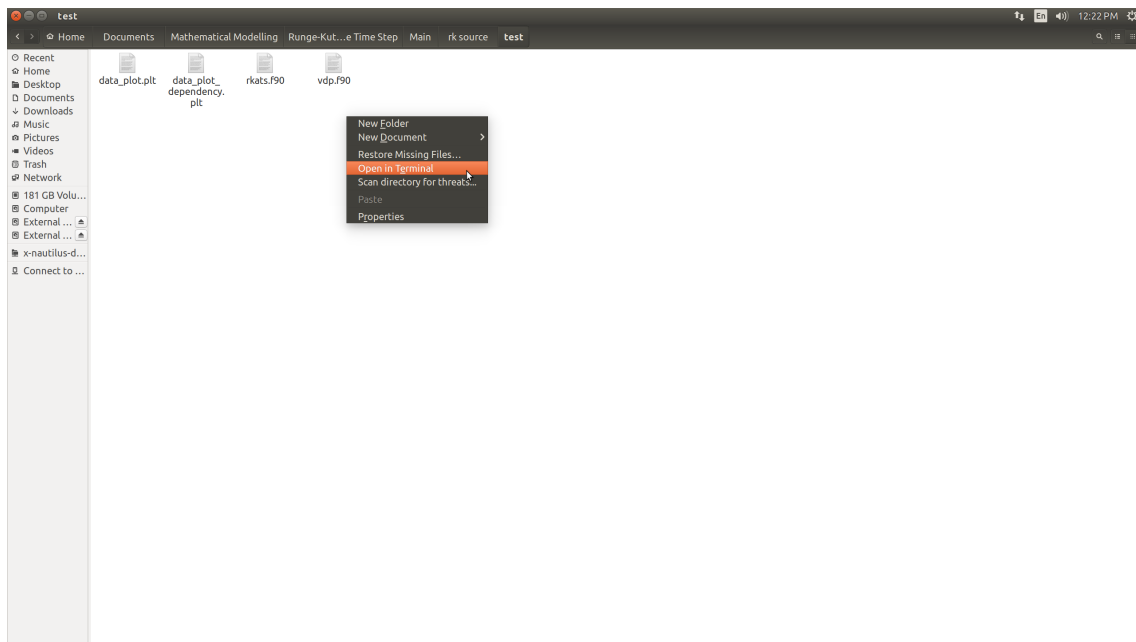 test
En
12:22 PM
Home Documents Mathematical Modelling Runge-Kut...e Time Step Main rk source test
Recent
Home
Desktop
Documents
Downloads
Music
Pictures
Videos
Trash
Network
181 GB Volu...
Computer
External ...
External ...
x-nautilus-d...
Connect to ...
data_plot.plt
data_plot_
dependency.
plt
rkats.f90
vdp.f90
New Folder
New Document
Restore Missing Files...
Open in Terminal
Scan directory for threats...
Paste
Properties